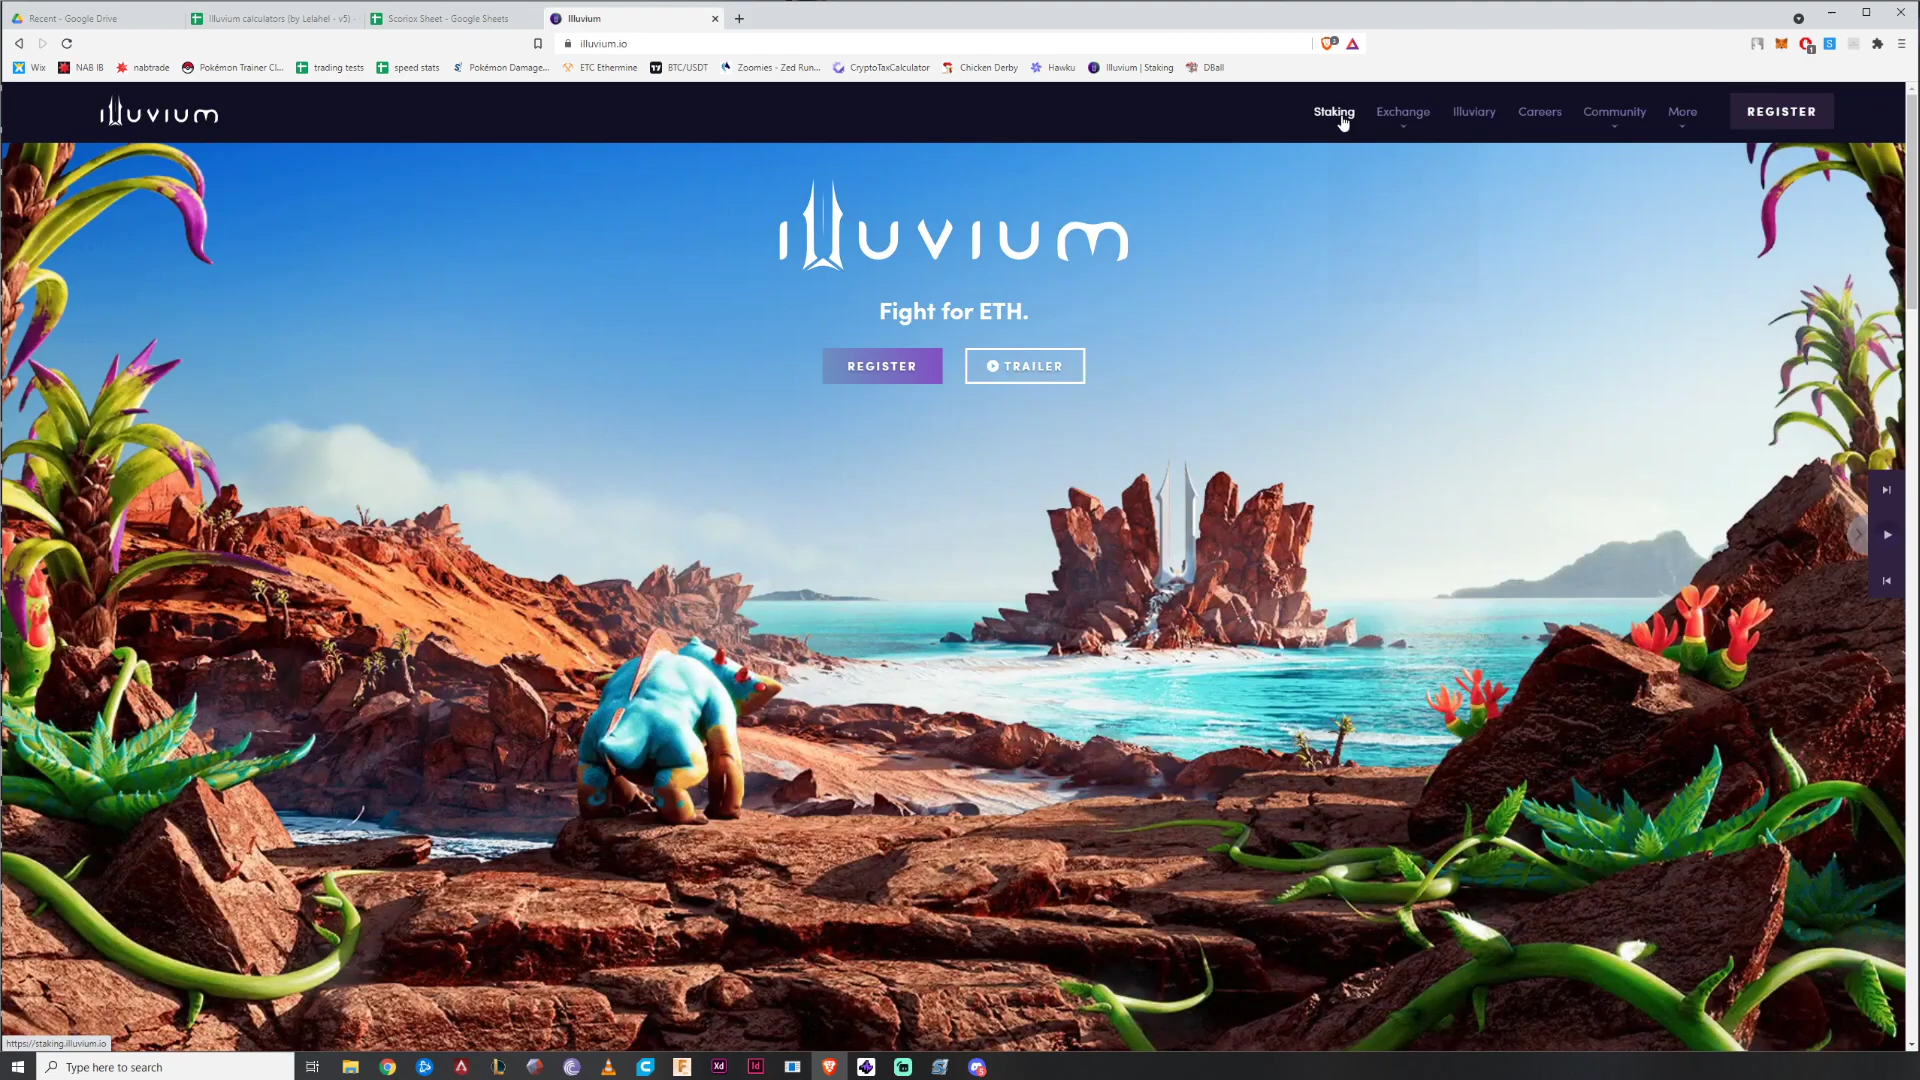 Recent - Google Drive
Illuvium calculators (by Lelahel - v5) -
Scoriox Sheet - Google Sheets
Illuvium
illuvium.io
Wix
NAB IB
nabtrade
Pokémon Trainer Cl...
trading tests
speed stats
Pokémon Damage...
ETC Ethermine
BTC/USDT
Zoomies - Zed Run...
CryptoTaxCalculator
Chicken Derby
Hawku
Illuvium | Staking
DBall
illuvium
Staking
Exchange
Illuviary
Careers
Community
More
REGISTER
illuvium
Fight for ETH.
REGISTER
TRAILER
https://staking.illuvium.io
Type here to search
Xd
Id